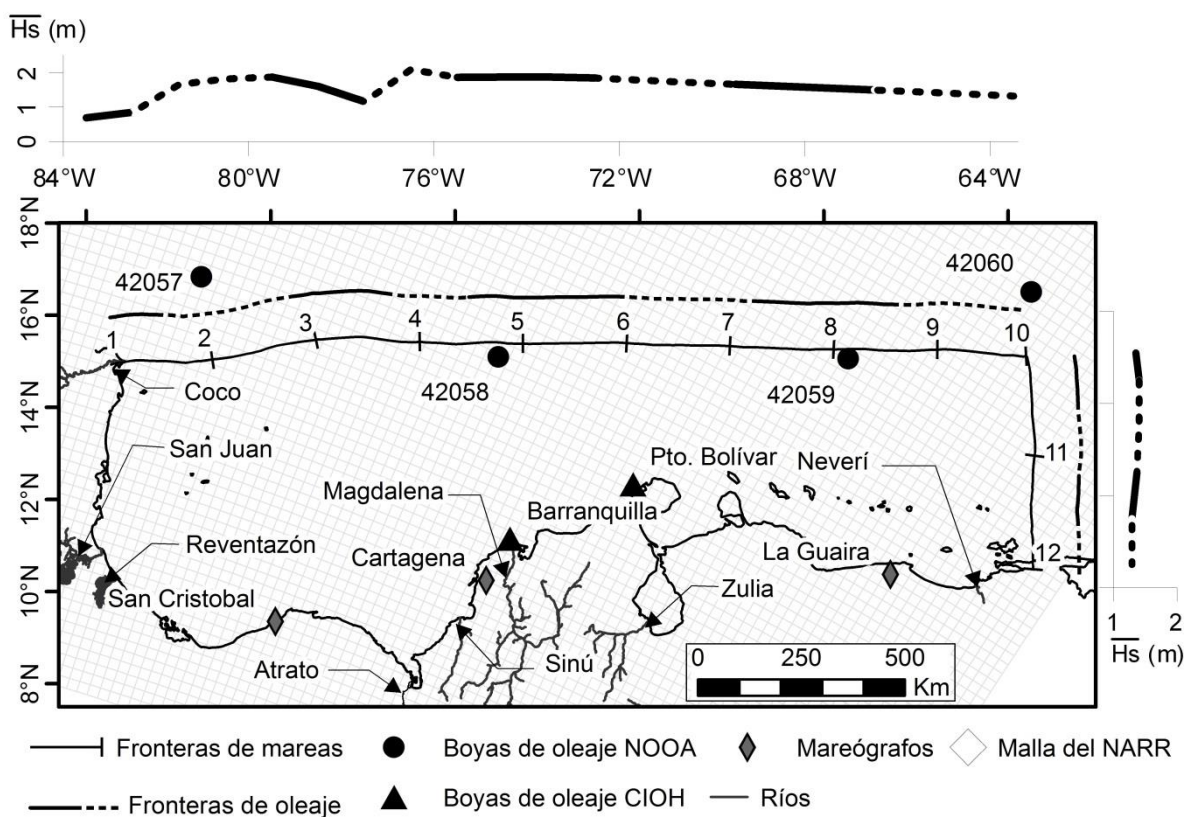 Hs (m)
2
1
0
84°W 80°W 76°W 72°W 68°W 64°W
18°N
16°N
14°N
12°N
10°N
8°N
42057
42060
1 2 3 4 5 6 7 8 9 10
42058
42059
Coco
San Juan
11
Pto. Bolívar
Neverí
Magdalena
Barranquilla
Reventazón
Cartagena
La Guaira
12
San Cristobal
Zulia
Atrato
Sinú
0 250 500
Km
1 2
Hs (m)
Fronteras de mareas
Boyas de oleaje NOOA
Mareógrafos
Malla del NARR
Fronteras de oleaje
Boyas de oleaje CIOH
Ríos